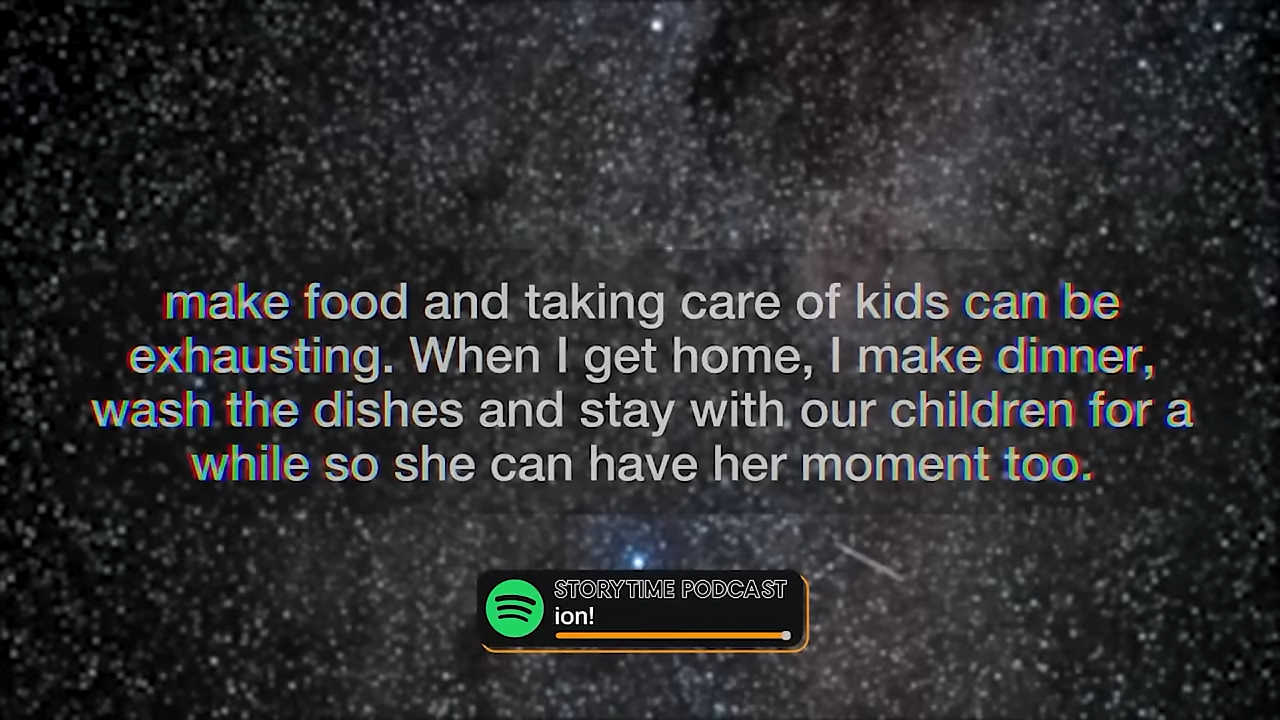 make food and taking care of kids can be
exhausting. When I get home, I make dinner,
wash the dishes and stay with our children for a
while so she can have her moment too.
STORYTIME PODCAST
ion!